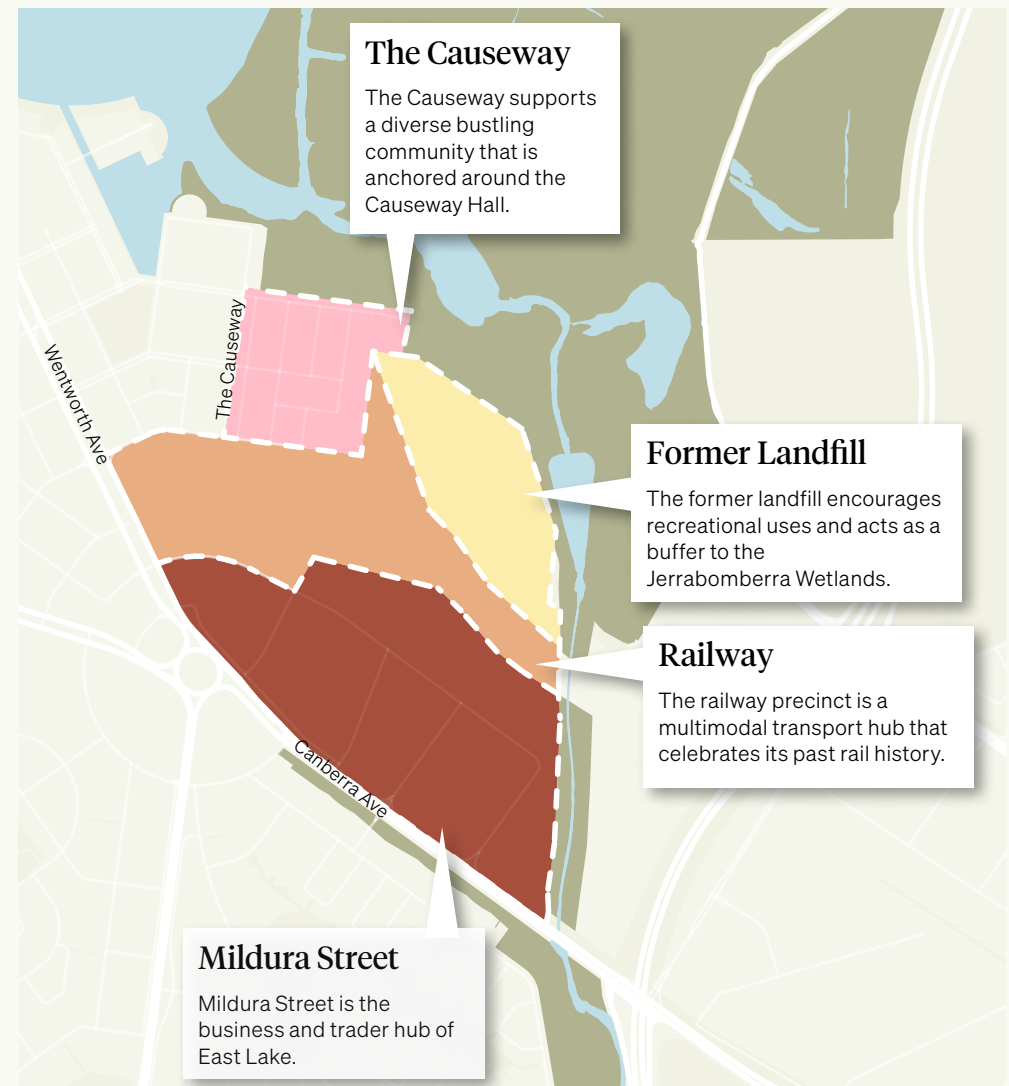 The Causeway
The Causeway supports
a diverse bustling
community that is
anchored around the
Causeway Hall.
The Causeway
Wentworth Ave
Former Landfill
The former landfill encourages
recreational uses and acts as a
buffer to the
Jerrabomberra Wetlands.
Railway
The railway precinct is a
multimodal transport hub that
celebrates its past rail history.
Canberra Ave
Mildura Street
Mildura Street is the
business and trader hub of
East Lake.